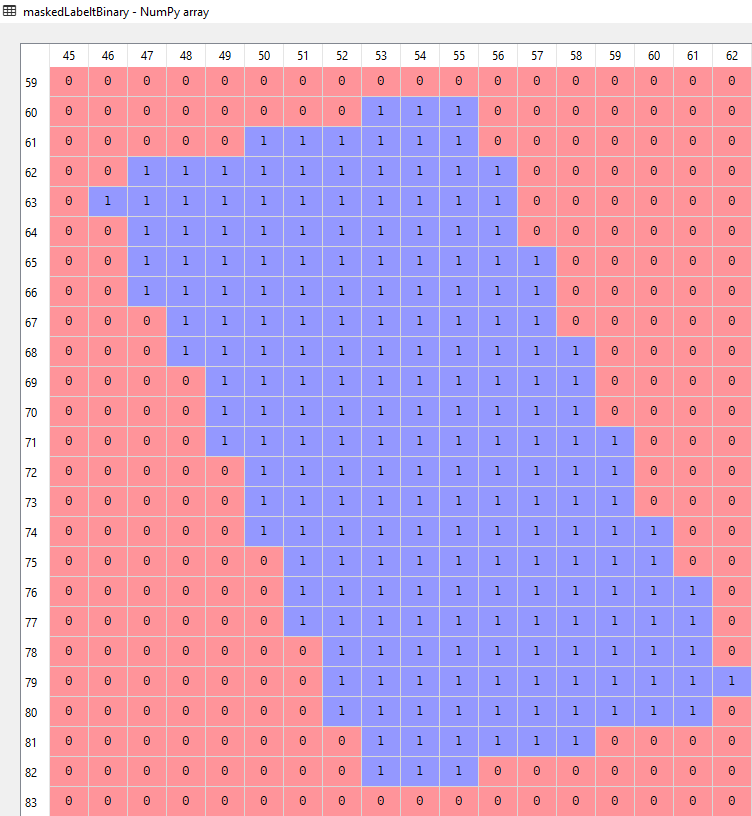 maskedLabeltBinary - NumPy array
45 46 47 48 49 50 51 52 53 54 55 56 57 58 59 60 61 62
59 0 0 0 0 0 0 0 0 0 0 0 0 0 0 0 0 0 0
60 0 0 0 0 0 0 0 0 1 1 1 0 0 0 0 0 0 0
61 0 0 0 0 0 1 1 1 1 1 1 0 0 0 0 0 0 0
62 0 0 1 1 1 1 1 1 1 1 1 1 0 0 0 0 0 0
63 0 1 1 1 1 1 1 1 1 1 1 1 0 0 0 0 0 0
64 0 0 1 1 1 1 1 1 1 1 1 1 0 0 0 0 0 0
65 0 0 1 1 1 1 1 1 1 1 1 1 1 0 0 0 0 0
66 0 0 1 1 1 1 1 1 1 1 1 1 1 0 0 0 0 0
67 0 0 0 1 1 1 1 1 1 1 1 1 1 0 0 0 0 0
68 0 0 0 1 1 1 1 1 1 1 1 1 1 1 0 0 0 0
69 0 0 0 0 1 1 1 1 1 1 1 1 1 1 0 0 0 0
70 0 0 0 0 1 1 1 1 1 1 1 1 1 1 0 0 0 0
71 0 0 0 0 1 1 1 1 1 1 1 1 1 1 1 0 0 0
72 0 0 0 0 0 1 1 1 1 1 1 1 1 1 1 0 0 0
73 0 0 0 0 0 1 1 1 1 1 1 1 1 1 1 0 0 0
74 0 0 0 0 0 1 1 1 1 1 1 1 1 1 1 1 0 0
75 0 0 0 0 0 0 1 1 1 1 1 1 1 1 1 1 0 0
76 0 0 0 0 0 0 1 1 1 1 1 1 1 1 1 1 1 0
77 0 0 0 0 0 0 1 1 1 1 1 1 1 1 1 1 1 0
78 0 0 0 0 0 0 0 1 1 1 1 1 1 1 1 1 1 0
79 0 0 0 0 0 0 0 1 1 1 1 1 1 1 1 1 1 1
80 0 0 0 0 0 0 0 1 1 1 1 1 1 1 1 1 1 0
81 0 0 0 0 0 0 0 0 1 1 1 1 1 1 0 0 0 0
82 0 0 0 0 0 0 0 0 1 1 1 0 0 0 0 0 0 0
83 0 0 0 0 0 0 0 0 0 0 0 0 0 0 0 0 0 0